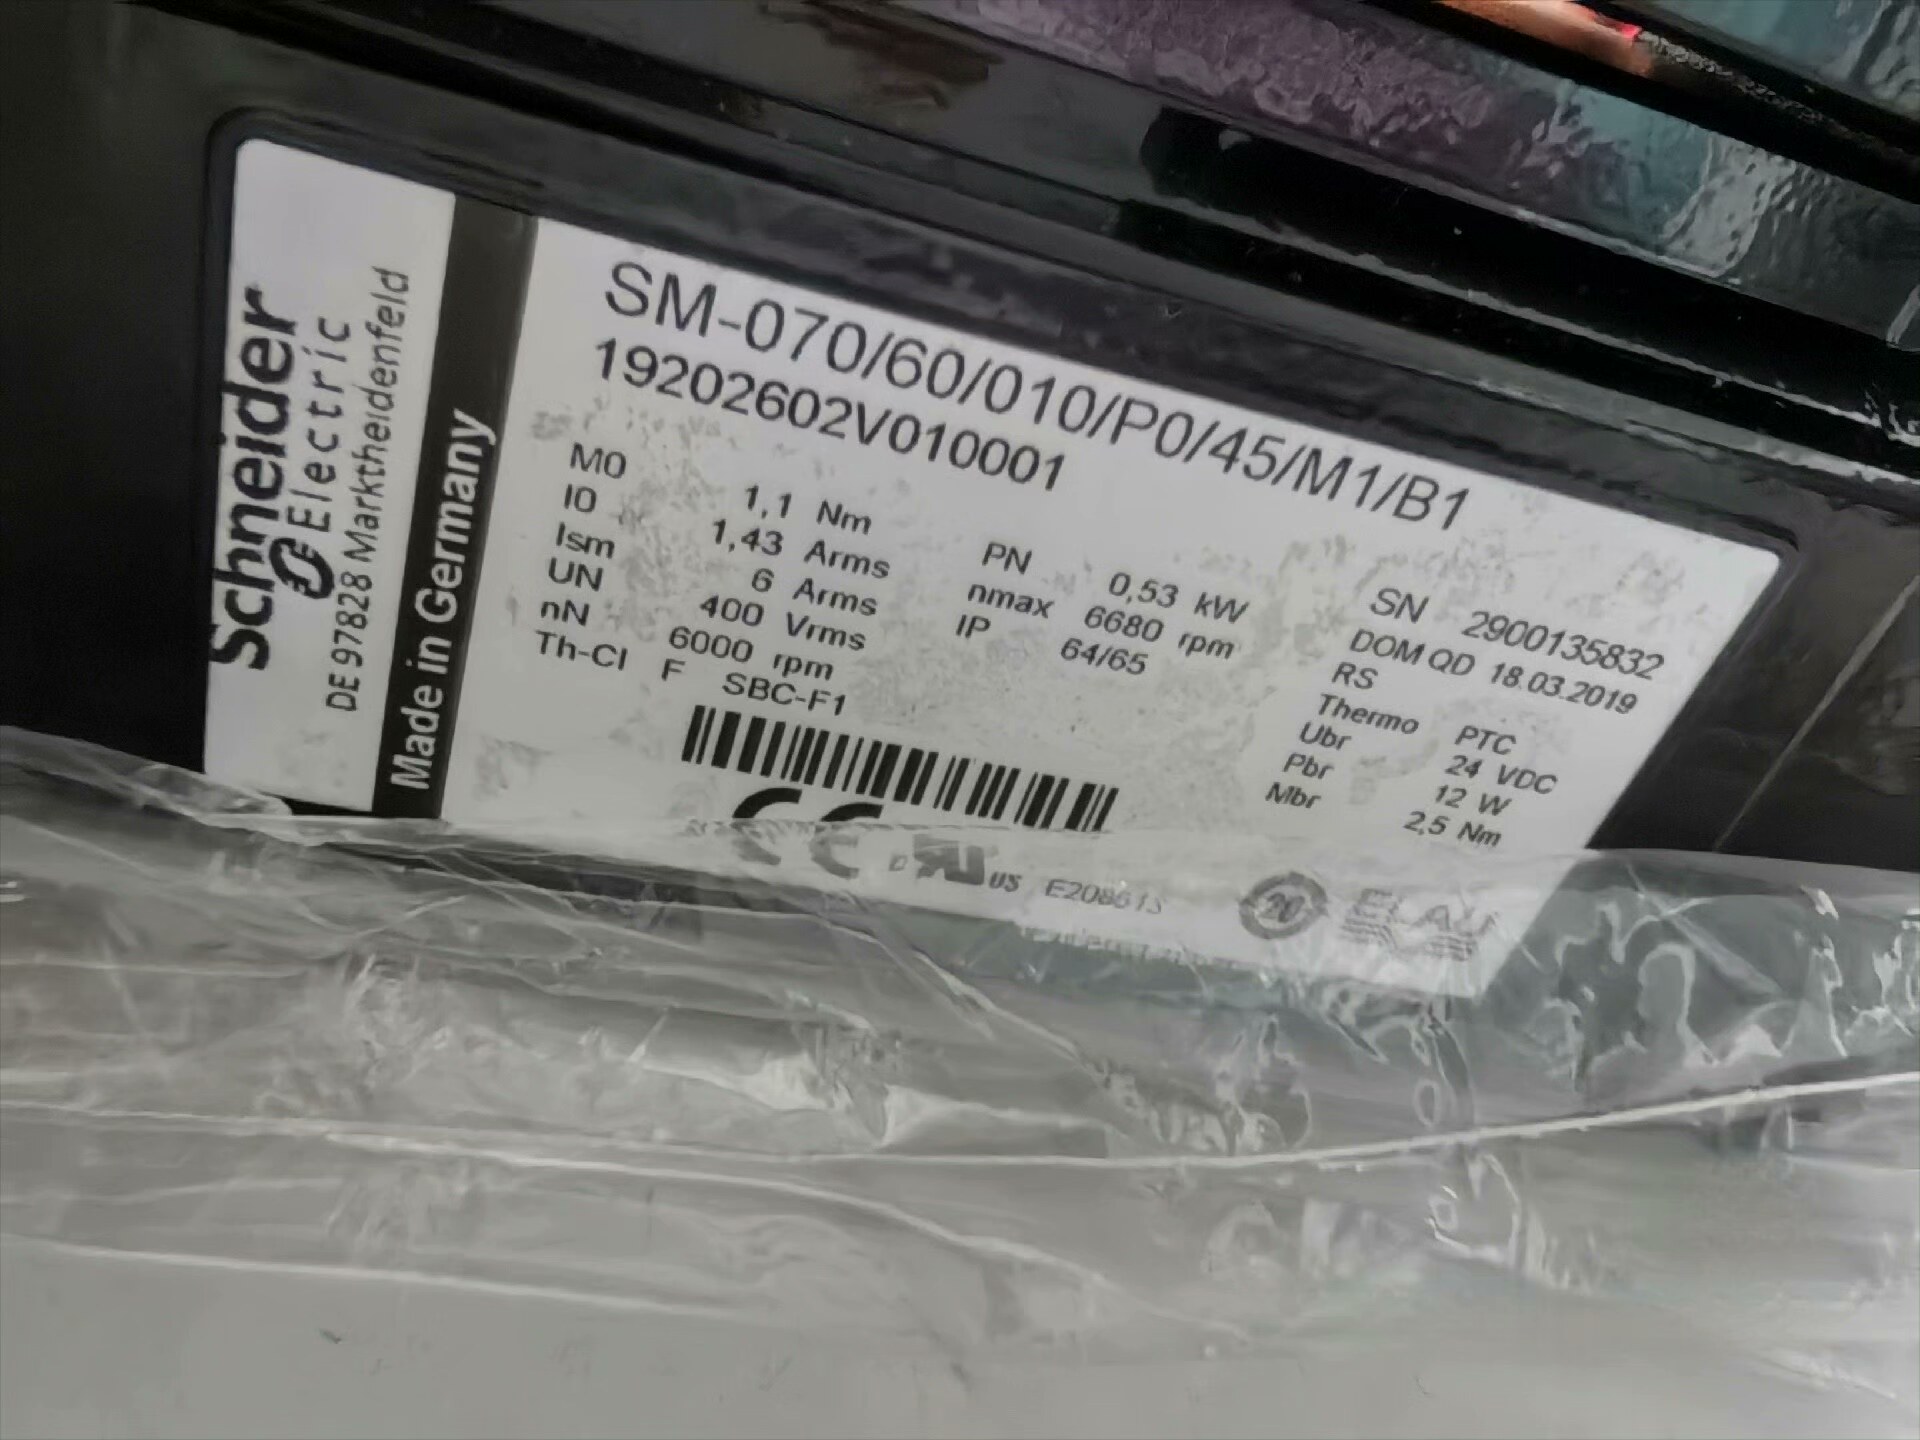 Schneider
Electric
DE 97828 Marktheidenfeld
Made in Germany
SM-070/60/010/P0/45/M1/B1
19202602V010001
M0 1,1 Nm
I0 1,43 Arms
Ism 6 Arms
UN 400 Vrms
nN 6000 rpm
Th-Cl F SBC-F1
PN 0,53 kW
nmax 6680 rpm
IP 64/65
SN 2900135832
DOM QD 18.03.2019
RS
Thermo PTC
Ubr 24 VDC
Pbr 12 W
Mbr 2,5 Nm
CE
US E208613
20
ELAU